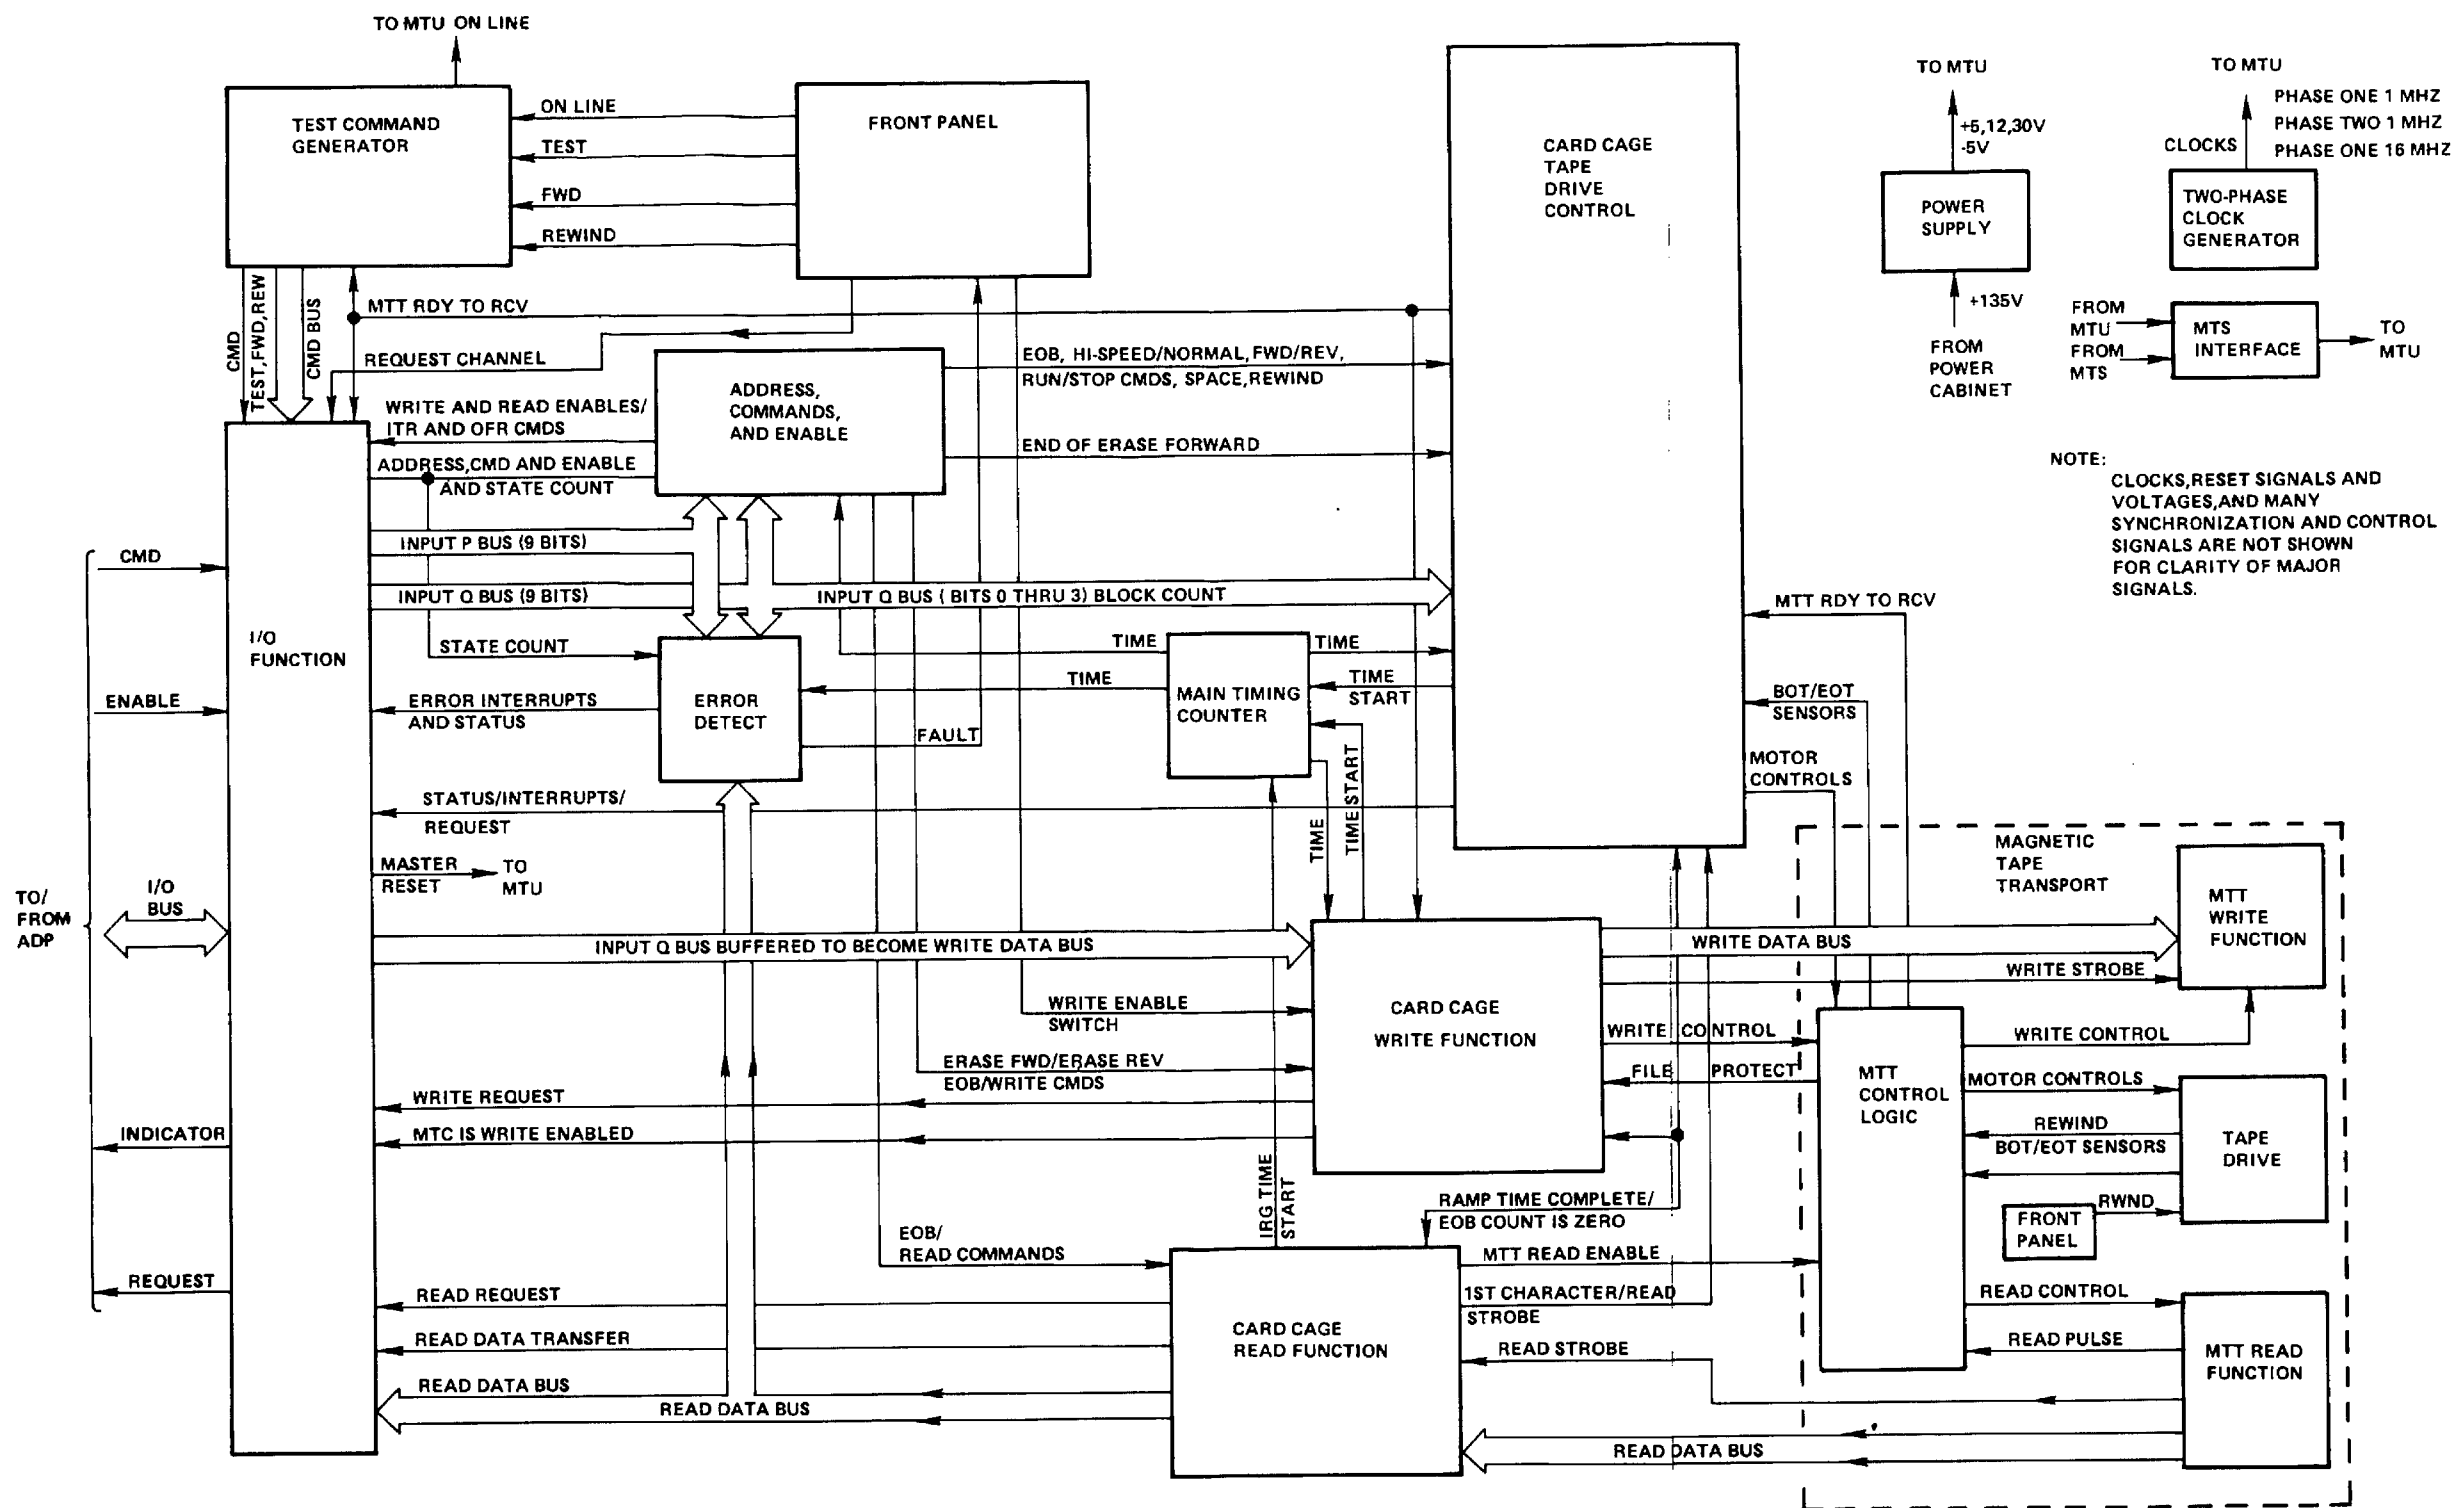 TO MTU ON LINE
TEST COMMAND
GENERATOR
ON LINE
TEST
FWD
REWIND
FRONT PANEL
CARD CAGE
TAPE
DRIVE
CONTROL
TO MTU
+5,12,30V
-5V
POWER
SUPPLY
+135V
FROM
POWER
CABINET
TO MTU
PHASE ONE 1 MHZ
PHASE TWO 1 MHZ
PHASE ONE 16 MHZ
CLOCKS
TWO-PHASE
CLOCK
GENERATOR
FROM
MTU
FROM
MTS
MTS
INTERFACE
TO
MTU
NOTE:
CLOCKS,RESET SIGNALS AND
VOLTAGES,AND MANY
SYNCHRONIZATION AND CONTROL
SIGNALS ARE NOT SHOWN
FOR CLARITY OF MAJOR
SIGNALS.
CMD
TEST,FWD,REW
CMD BUS
MTT RDY TO RCV
REQUEST CHANNEL
WRITE AND READ ENABLES/
ITR AND OFR CMDS
ADDRESS,CMD AND ENABLE
AND STATE COUNT
ADDRESS,
COMMANDS,
AND ENABLE
EOB, HI-SPEED/NORMAL,FWD/REV,
RUN/STOP CMDS, SPACE,REWIND
END OF ERASE FORWARD
INPUT P BUS (9 BITS)
INPUT Q BUS (9 BITS)
INPUT Q BUS ( BITS 0 THRU 3) BLOCK COUNT
CMD
ENABLE
I/O
FUNCTION
STATE COUNT
ERROR INTERRUPTS
AND STATUS
ERROR
DETECT
FAULT
TIME
TIME
MAIN TIMING
COUNTER
TIME
TIME
START
TIME
TIME START
MTT RDY TO RCV
BOT/EOT
SENSORS
MOTOR
CONTROLS
STATUS/INTERRUPTS/
REQUEST
MASTER
RESET
TO
MTU
TO/
FROM
ADP
I/O
BUS
INPUT Q BUS BUFFERED TO BECOME WRITE DATA BUS
WRITE ENABLE
SWITCH
ERASE FWD/ERASE REV
EOB/WRITE CMDS
WRITE REQUEST
MTC IS WRITE ENABLED
CARD CAGE
WRITE FUNCTION
MAGNETIC
TAPE
TRANSPORT
WRITE DATA BUS
WRITE STROBE
MTT
WRITE
FUNCTION
WRITE CONTROL
FILE PROTECT
MTT
CONTROL
LOGIC
WRITE CONTROL
MOTOR CONTROLS
REWIND
BOT/EOT SENSORS
TAPE
DRIVE
RWND
FRONT
PANEL
INDICATOR
REQUEST
IRG TIME
START
RAMP TIME COMPLETE/
EOB COUNT IS ZERO
EOB/
READ COMMANDS
MTT READ ENABLE
1ST CHARACTER/READ
STROBE
READ STROBE
READ REQUEST
READ DATA TRANSFER
READ DATA BUS
READ DATA BUS
CARD CAGE
READ FUNCTION
READ CONTROL
READ PULSE
MTT READ
FUNCTION
READ DATA BUS